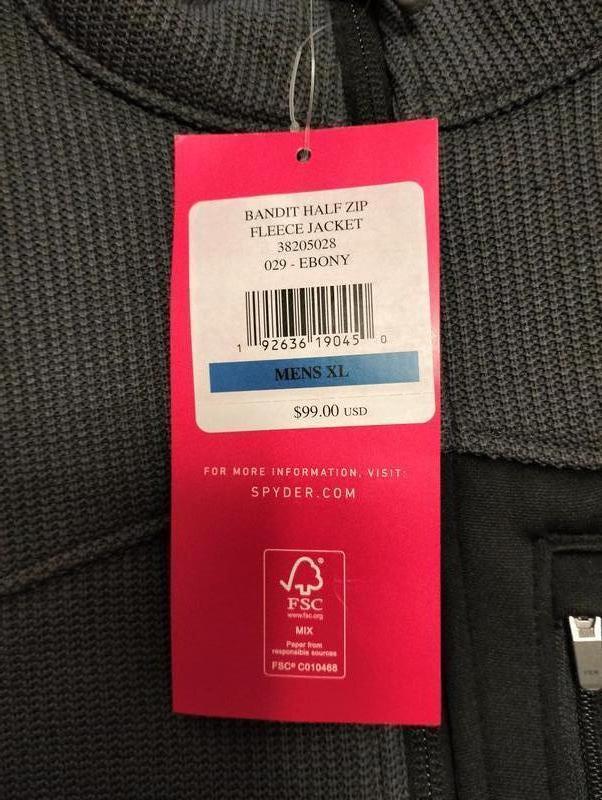 BANDIT HALF ZIP
FLEECE JACKET
38205028
029 - EBONY
1 92636 19045 0
MENS XL
$99.00 USD
FOR MORE INFORMATION, VISIT:
SPYDER.COM
FSC®
www.fsc.org
MIX
Paper from
responsible sources
FSC® C010468